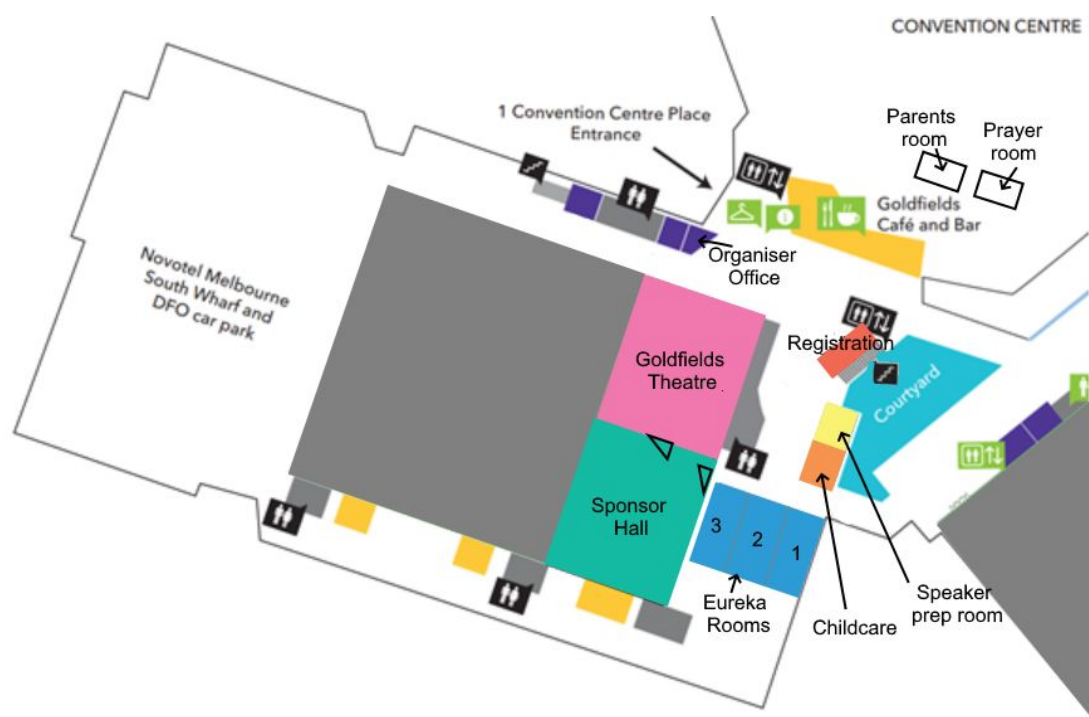 CONVENTION CENTRE
1 Convention Centre Place
Entrance
Parents
room
Prayer
room
Goldfields
Café and Bar
Organiser
Office
Novotel Melbourne
South Wharf and
DFO car park
Registration
Goldfields
Theatre
Courtyard
Sponsor
Hall
3
2
1
Eureka
Rooms
Childcare
Speaker
prep room